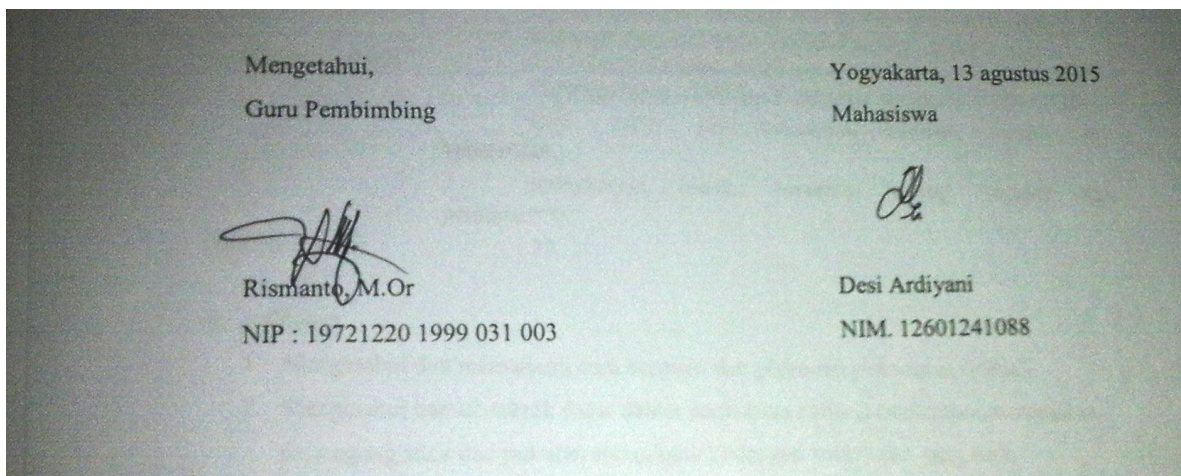 Mengetahui,
Guru Pembimbing
Rismanto, M.Or
NIP : 19721220 1999 031 003
Yogyakarta, 13 agustus 2015
Mahasiswa
Desi Ardiyani
NIM. 12601241088